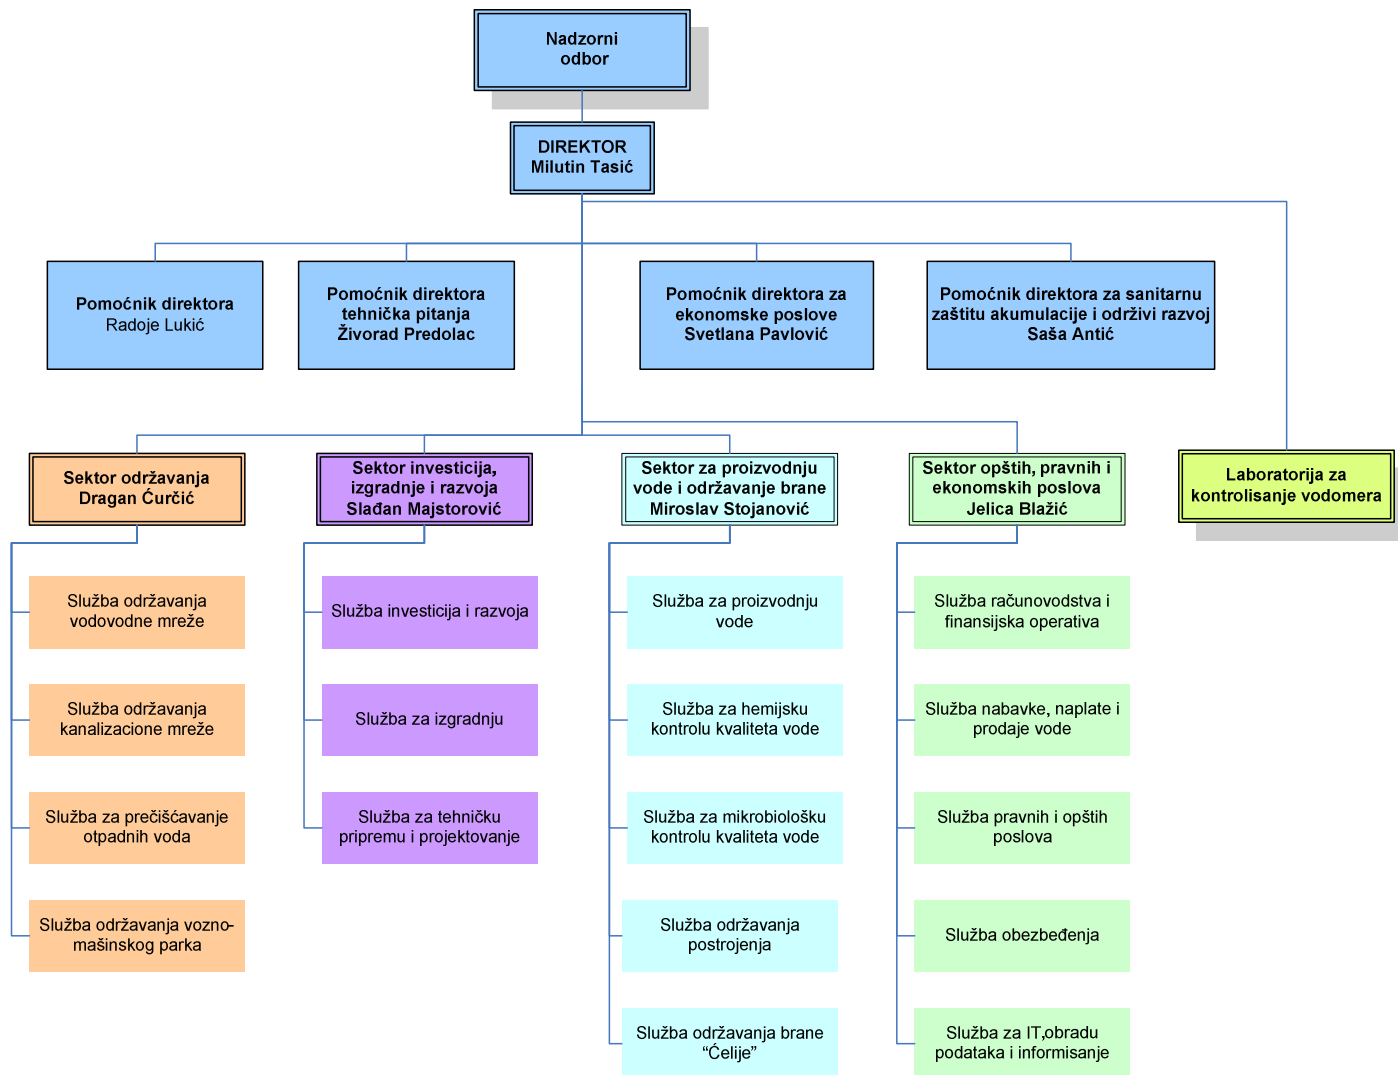 Nadzorni
odbor
DIREKTOR
Milutin Tasić
Pomoćnik direktora
Radoje Lukić
Pomoćnik direktora
tehnička pitanja
Živorad Predolac
Pomoćnik direktora za
ekonomske poslove
Svetlana Pavlović
Pomoćnik direktora za sanitarnu
zaštitu akumulacije i održivi razvoj
Saša Antić
Sektor održavanja
Dragan Ćurčić
Sektor investicija,
izgradnje i razvoja
Slađan Majstorović
Sektor za proizvodnju
vode i održavanje brane
Miroslav Stojanović
Sektor opštih, pravnih i
ekonomskih poslova
Jelica Blažić
Laboratorija za
kontrolisanje vodomera
Služba održavanja
vodovodne mreže
Služba održavanja
kanalizacione mreže
Služba za prečišćavanje
otpadnih voda
Služba održavanja vozno-
mašinskog parka
Služba investicija i razvoja
Služba za izgradnju
Služba za tehničku
pripremu i projektovanje
Služba za proizvodnju
vode
Služba za hemijsku
kontrolu kvaliteta vode
Služba za mikrobiološku
kontrolu kvaliteta vode
Služba održavanja
postrojenja
Služba održavanja brane
“Ćelije”
Služba računovodstva i
finansijska operativa
Služba nabavke, naplate i
prodaje vode
Služba pravnih i opštih
poslova
Služba obezbeđenja
Služba za IT,obradu
podataka i informisanje